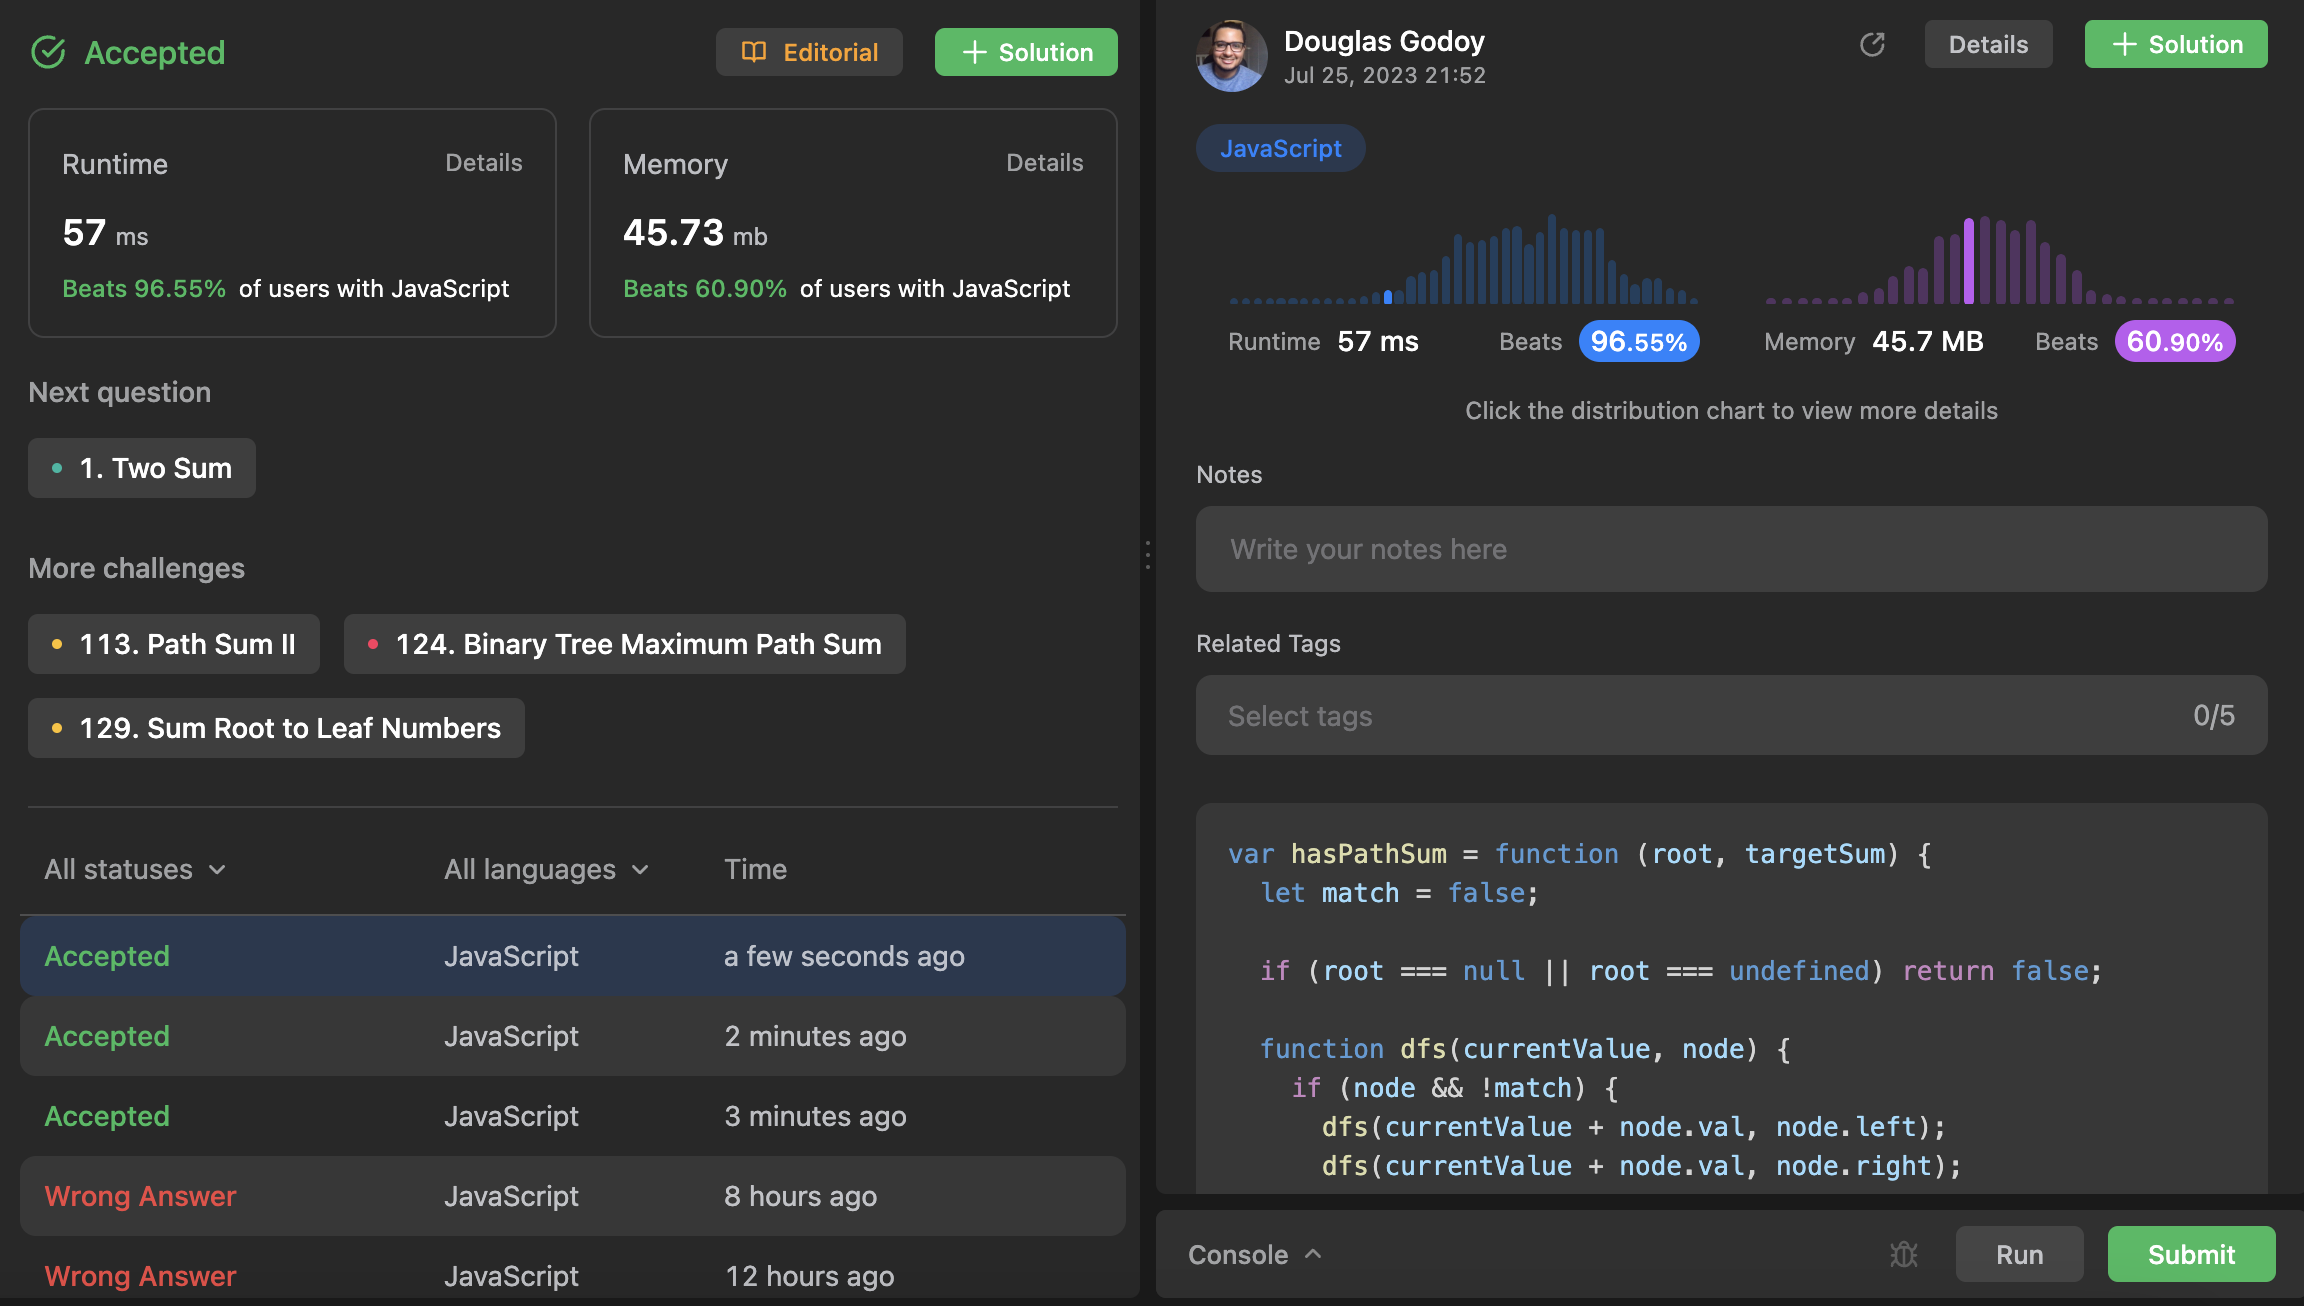 Accepted
Editorial
Solution
Runtime
Details
57 ms
Beats 96.55% of users with JavaScript
Memory
Details
45.73 mb
Beats 60.90% of users with JavaScript
Next question
1. Two Sum
More challenges
113. Path Sum II
124. Binary Tree Maximum Path Sum
129. Sum Root to Leaf Numbers
All statuses All languages Time
Accepted JavaScript a few seconds ago
Accepted JavaScript 2 minutes ago
Accepted JavaScript 3 minutes ago
Wrong Answer JavaScript 8 hours ago
Wrong Answer JavaScript 12 hours ago
Douglas Godoy
Jul 25, 2023 21:52
Details
Solution
JavaScript
Runtime 57 ms Beats 96.55%
Memory 45.7 MB Beats 60.90%
Click the distribution chart to view more details
Notes
Write your notes here
Related Tags
Select tags 0/5
var hasPathSum = function (root, targetSum) {
  let match = false;
  if (root === null || root === undefined) return false;
  function dfs(currentValue, node) {
    if (node && !match) {
      dfs(currentValue + node.val, node.left);
      dfs(currentValue + node.val, node.right);
Console
Run
Submit